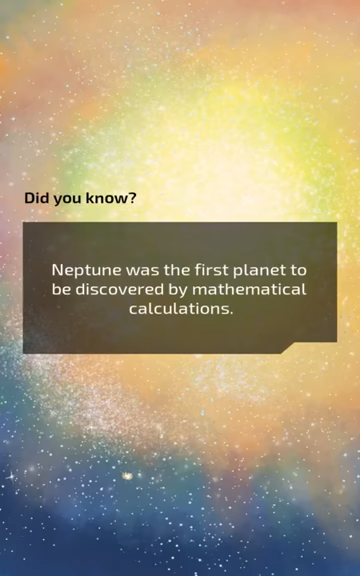 Did you know?
Neptune was the first planet to
be discovered by mathematical
calculations.